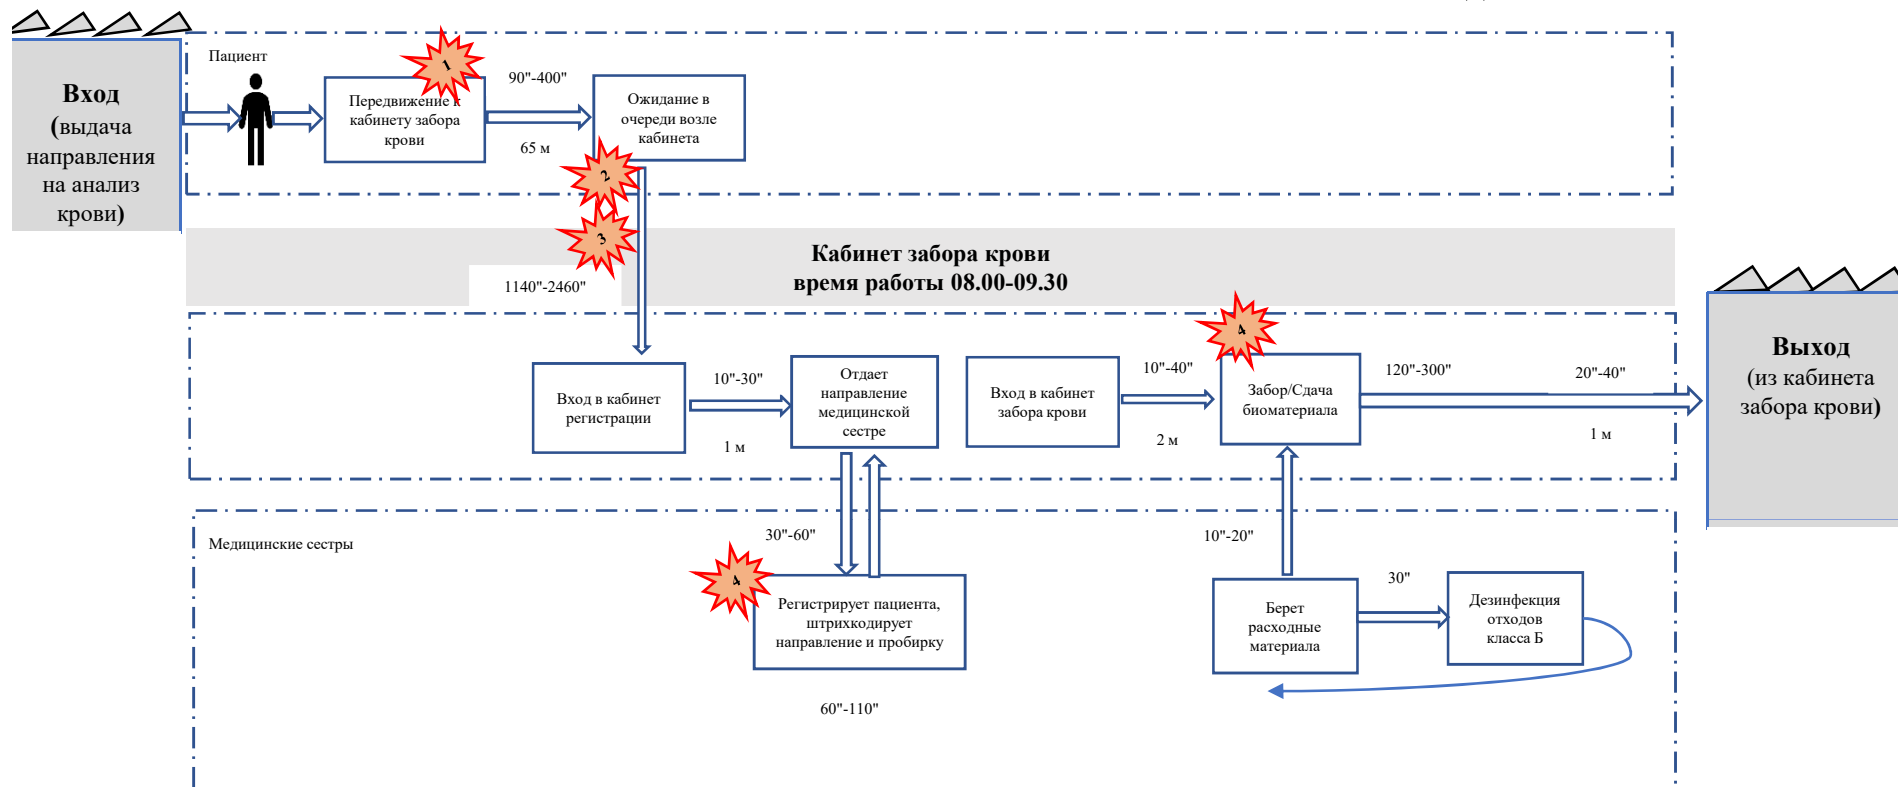 Вход
(выдача
направления
на анализ
крови)
Пациент
1
Передвижение к
кабинету забора
крови
90"-400"
65 м
Ожидание в
очереди возле
кабинета
2
3
1140"-2460"
Кабинет забора крови
время работы 08.00-09.30
Вход в кабинет
регистрации
10"-30"
1 м
Отдает
направление
медицинской
сестре
Вход в кабинет
забора крови
10"-40"
2 м
4
Забор/Сдача
биоматериала
120"-300"
20"-40"
1 м
Выход
(из кабинета
забора крови)
Медицинские сестры
30"-60"
4
Регистрирует пациента,
штрихкодирует
направление и пробирку
60"-110"
10"-20"
Берет
расходные
материала
30"
Дезинфекция
отходов
класса Б